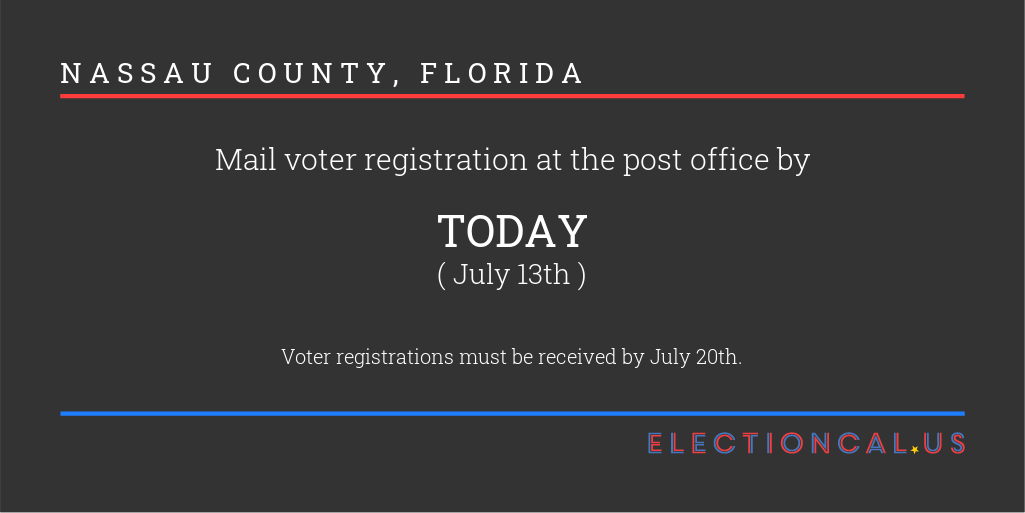 NASSAU COUNTY, FLORIDA
Mail voter registration at the post office by
TODAY
( July 13th )
Voter registrations must be received by July 20th.
ELECTIONCAL.US